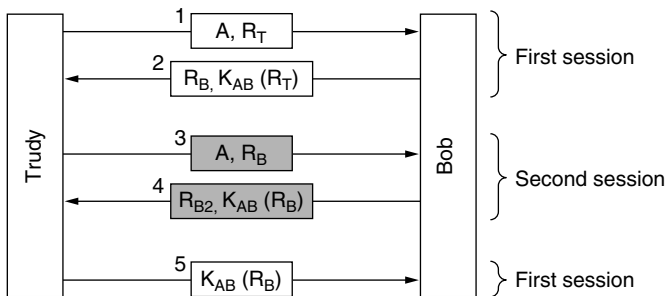 1
A, R_T
First session
2
R_B, K_AB (R_T)
Trudy
Bob
3
A, R_B
Second session
4
R_B2, K_AB (R_B)
5
K_AB (R_B)
First session